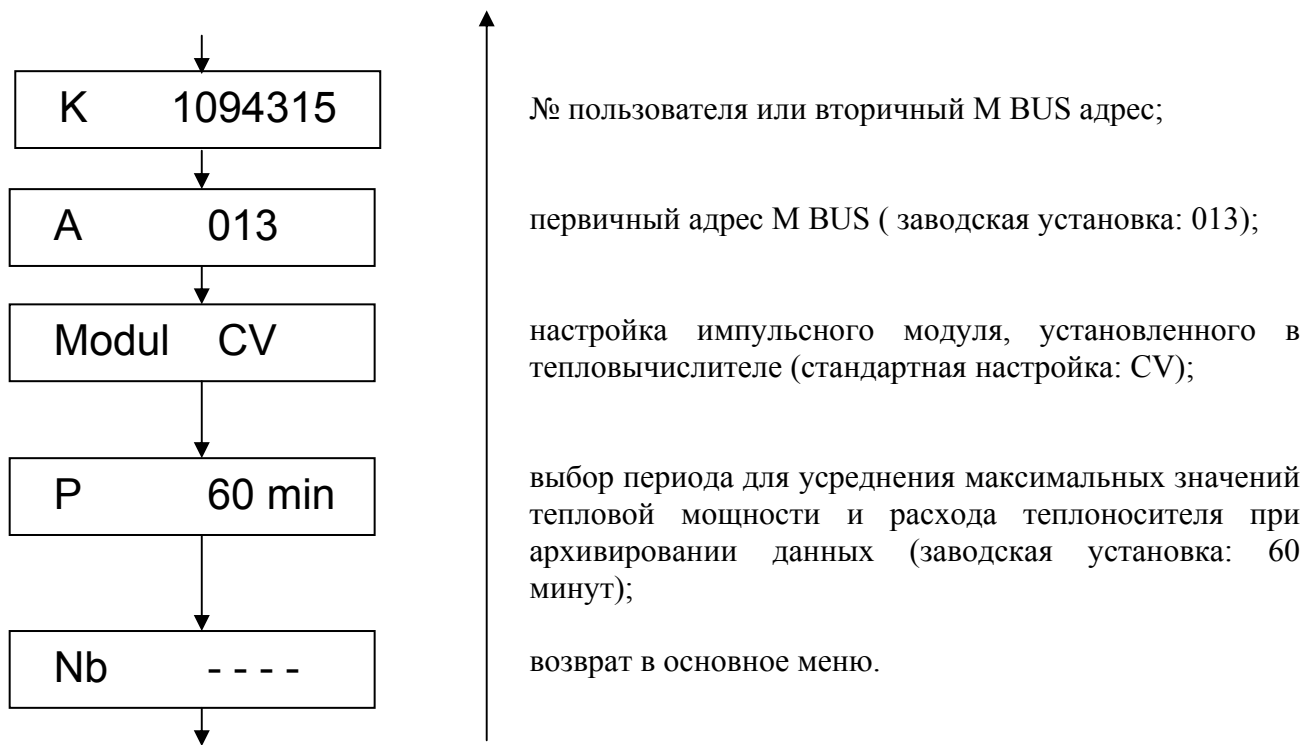 K 1094315
№ пользователя или вторичный M BUS адрес;
A 013
первичный адрес M BUS ( заводская установка: 013);
Modul CV
настройка импульсного модуля, установленного в
тепловычислителе (стандартная настройка: CV);
P 60 min
выбор периода для усреднения максимальных значений
тепловой мощности и расхода теплоносителя при
архивировании данных (заводская установка: 60
минут);
Nb - - - -
возврат в основное меню.